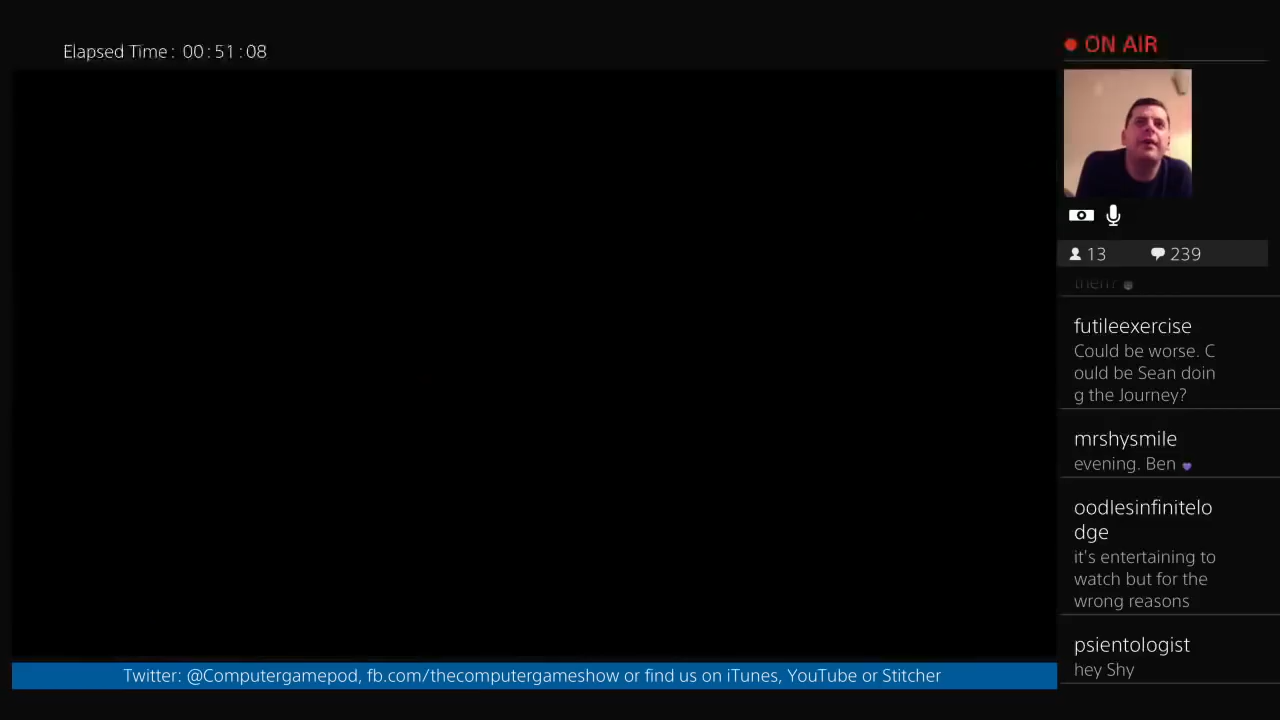 Elapsed Time: 00:51:08
ON AIR
13 239
then?
futileexercise
Could be worse. C
ould be Sean doin
g the Journey?
mrshysmile
evening. Ben
oodlesinfinitelo
dge
it's entertaining to
watch but for the
wrong reasons
psientologist
hey Shy
Twitter: @Computergamepod, fb.com/thecomputergameshow or find us on iTunes, YouTube or Stitcher